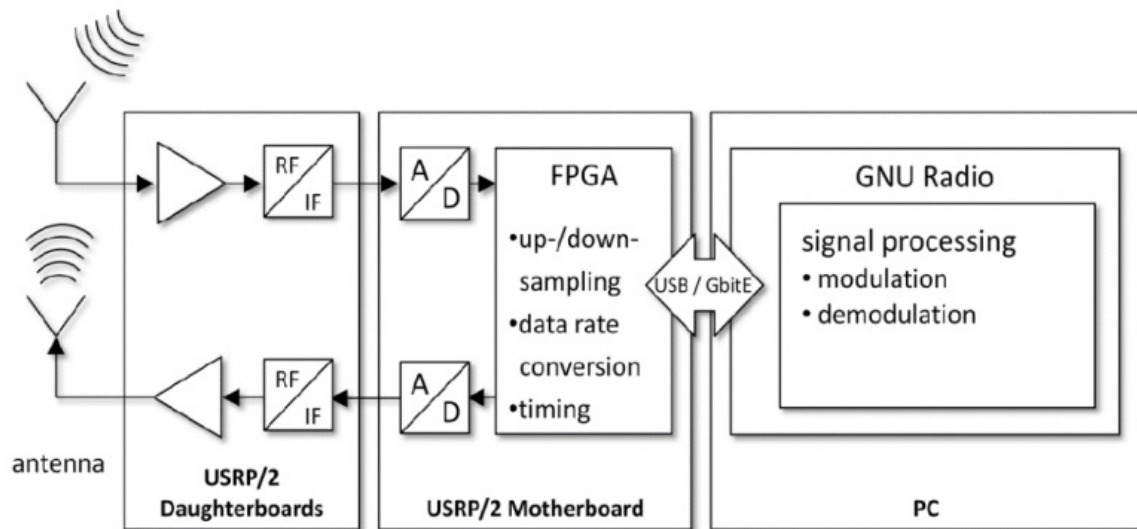 RF
IF
A
D
FPGA
•up-/down-
sampling
•data rate
conversion
•timing
USB / GbitE
GNU Radio
signal processing
• modulation
• demodulation
RF
IF
A
D
antenna
USRP/2
Daughterboards
USRP/2 Motherboard
PC